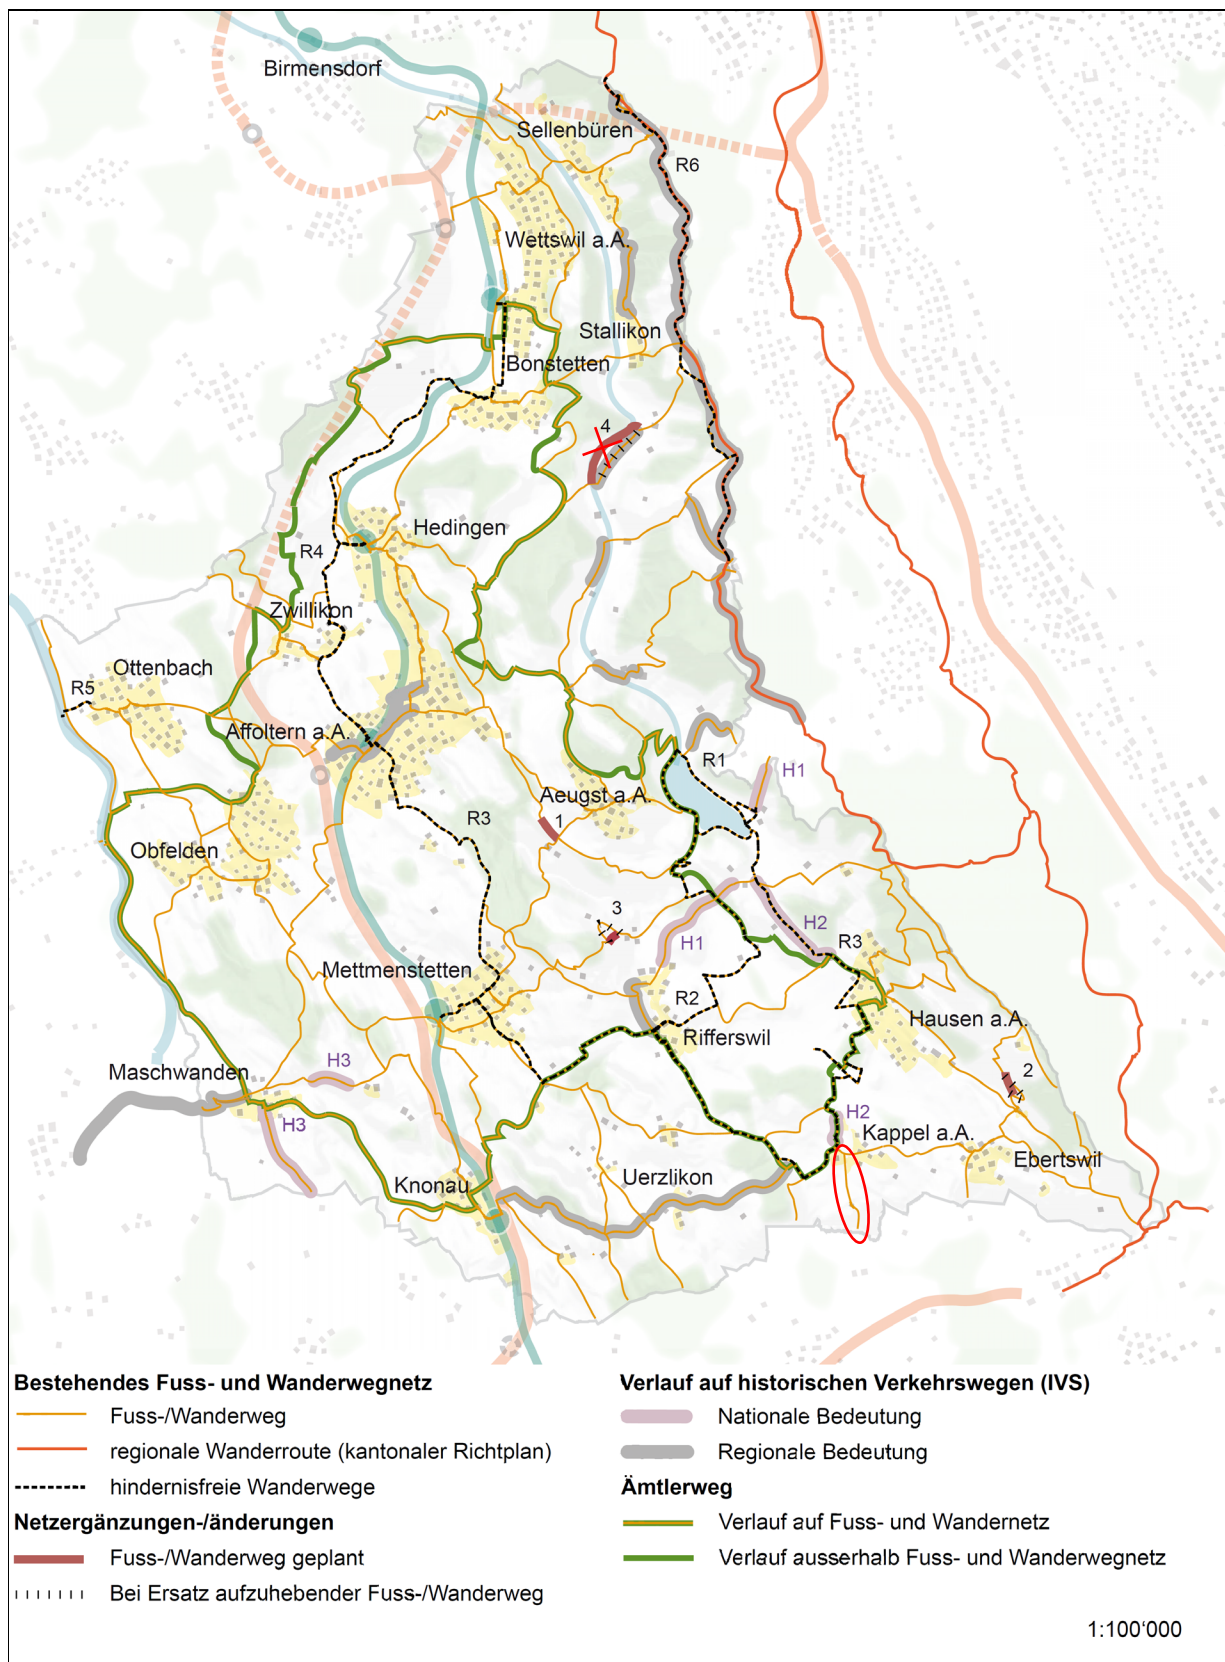 Birmensdorf
Sellenbüren
R6
Wettswil a.A.
Stallikon
Bonstetten
4
Hedingen
R4
Zwillikon
Ottenbach
R5
Affoltern a.A.
R1
H1
Aeugst a.A.
1
R3
Obfelden
3
H2
H1
R3
Mettmenstetten
R2
Hausen a.A.
Rifferswil
H3
Maschwanden
2
H3
H2
Kappel a.A.
Ebertswil
Uerzlikon
Knonau
Bestehendes Fuss- und Wanderwegnetz
Fuss-/Wanderweg
regionale Wanderroute (kantonaler Richtplan)
hindernisfreie Wanderwege
Netzergänzungen-/änderungen
Fuss-/Wanderweg geplant
Bei Ersatz aufzuhebender Fuss-/Wanderweg
Verlauf auf historischen Verkehrswegen (IVS)
Nationale Bedeutung
Regionale Bedeutung
Ämtlerweg
Verlauf auf Fuss- und Wandernetz
Verlauf ausserhalb Fuss- und Wanderwegnetz
1:100‘000